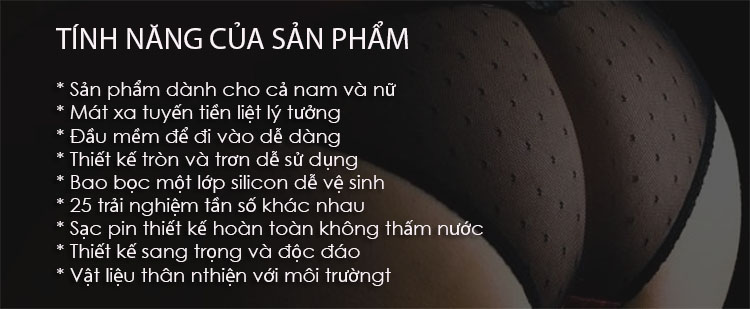 TÍNH NĂNG CỦA SẢN PHẨM
* Sản phẩm dành cho cả nam và nữ
* Mát xa tuyến tiền liệt lý tưởng
* Đầu mềm để đi vào dễ dàng
* Thiết kế tròn và trơn dễ sử dụng
* Bao bọc một lớp silicon dễ vệ sinh
* 25 trải nghiệm tần số khác nhau
* Sạc pin thiết kế hoàn toàn không thấm nước
* Thiết kế sang trọng và độc đáo
* Vật liệu thân nthiện với môi trườngt